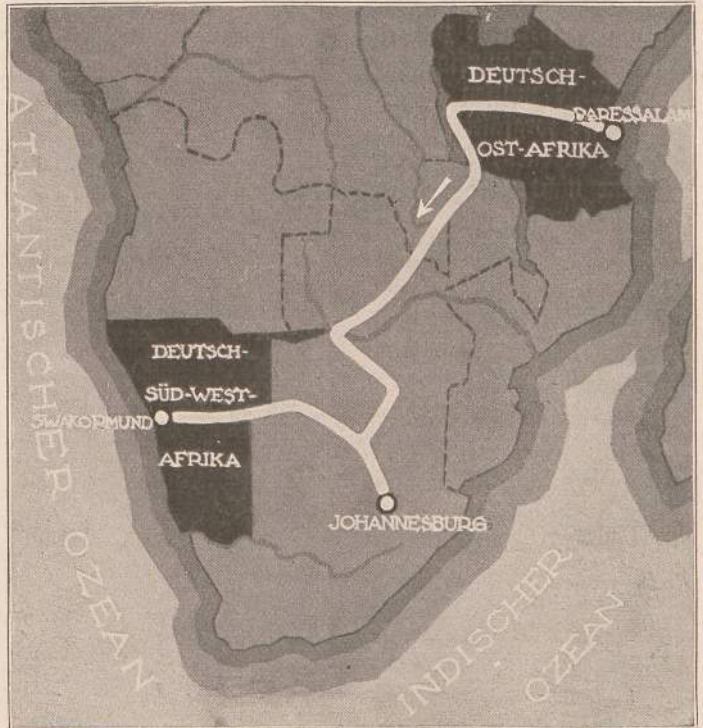 DEUTSCH-
DARESSALAM
OST-AFRIKA
ATLANTISCHER OZEAN
DEUTSCH-
SÜD-WEST-
SWAKOPMUND
AFRIKA
JOHANNESBURG
INDISCHER
OZEAN